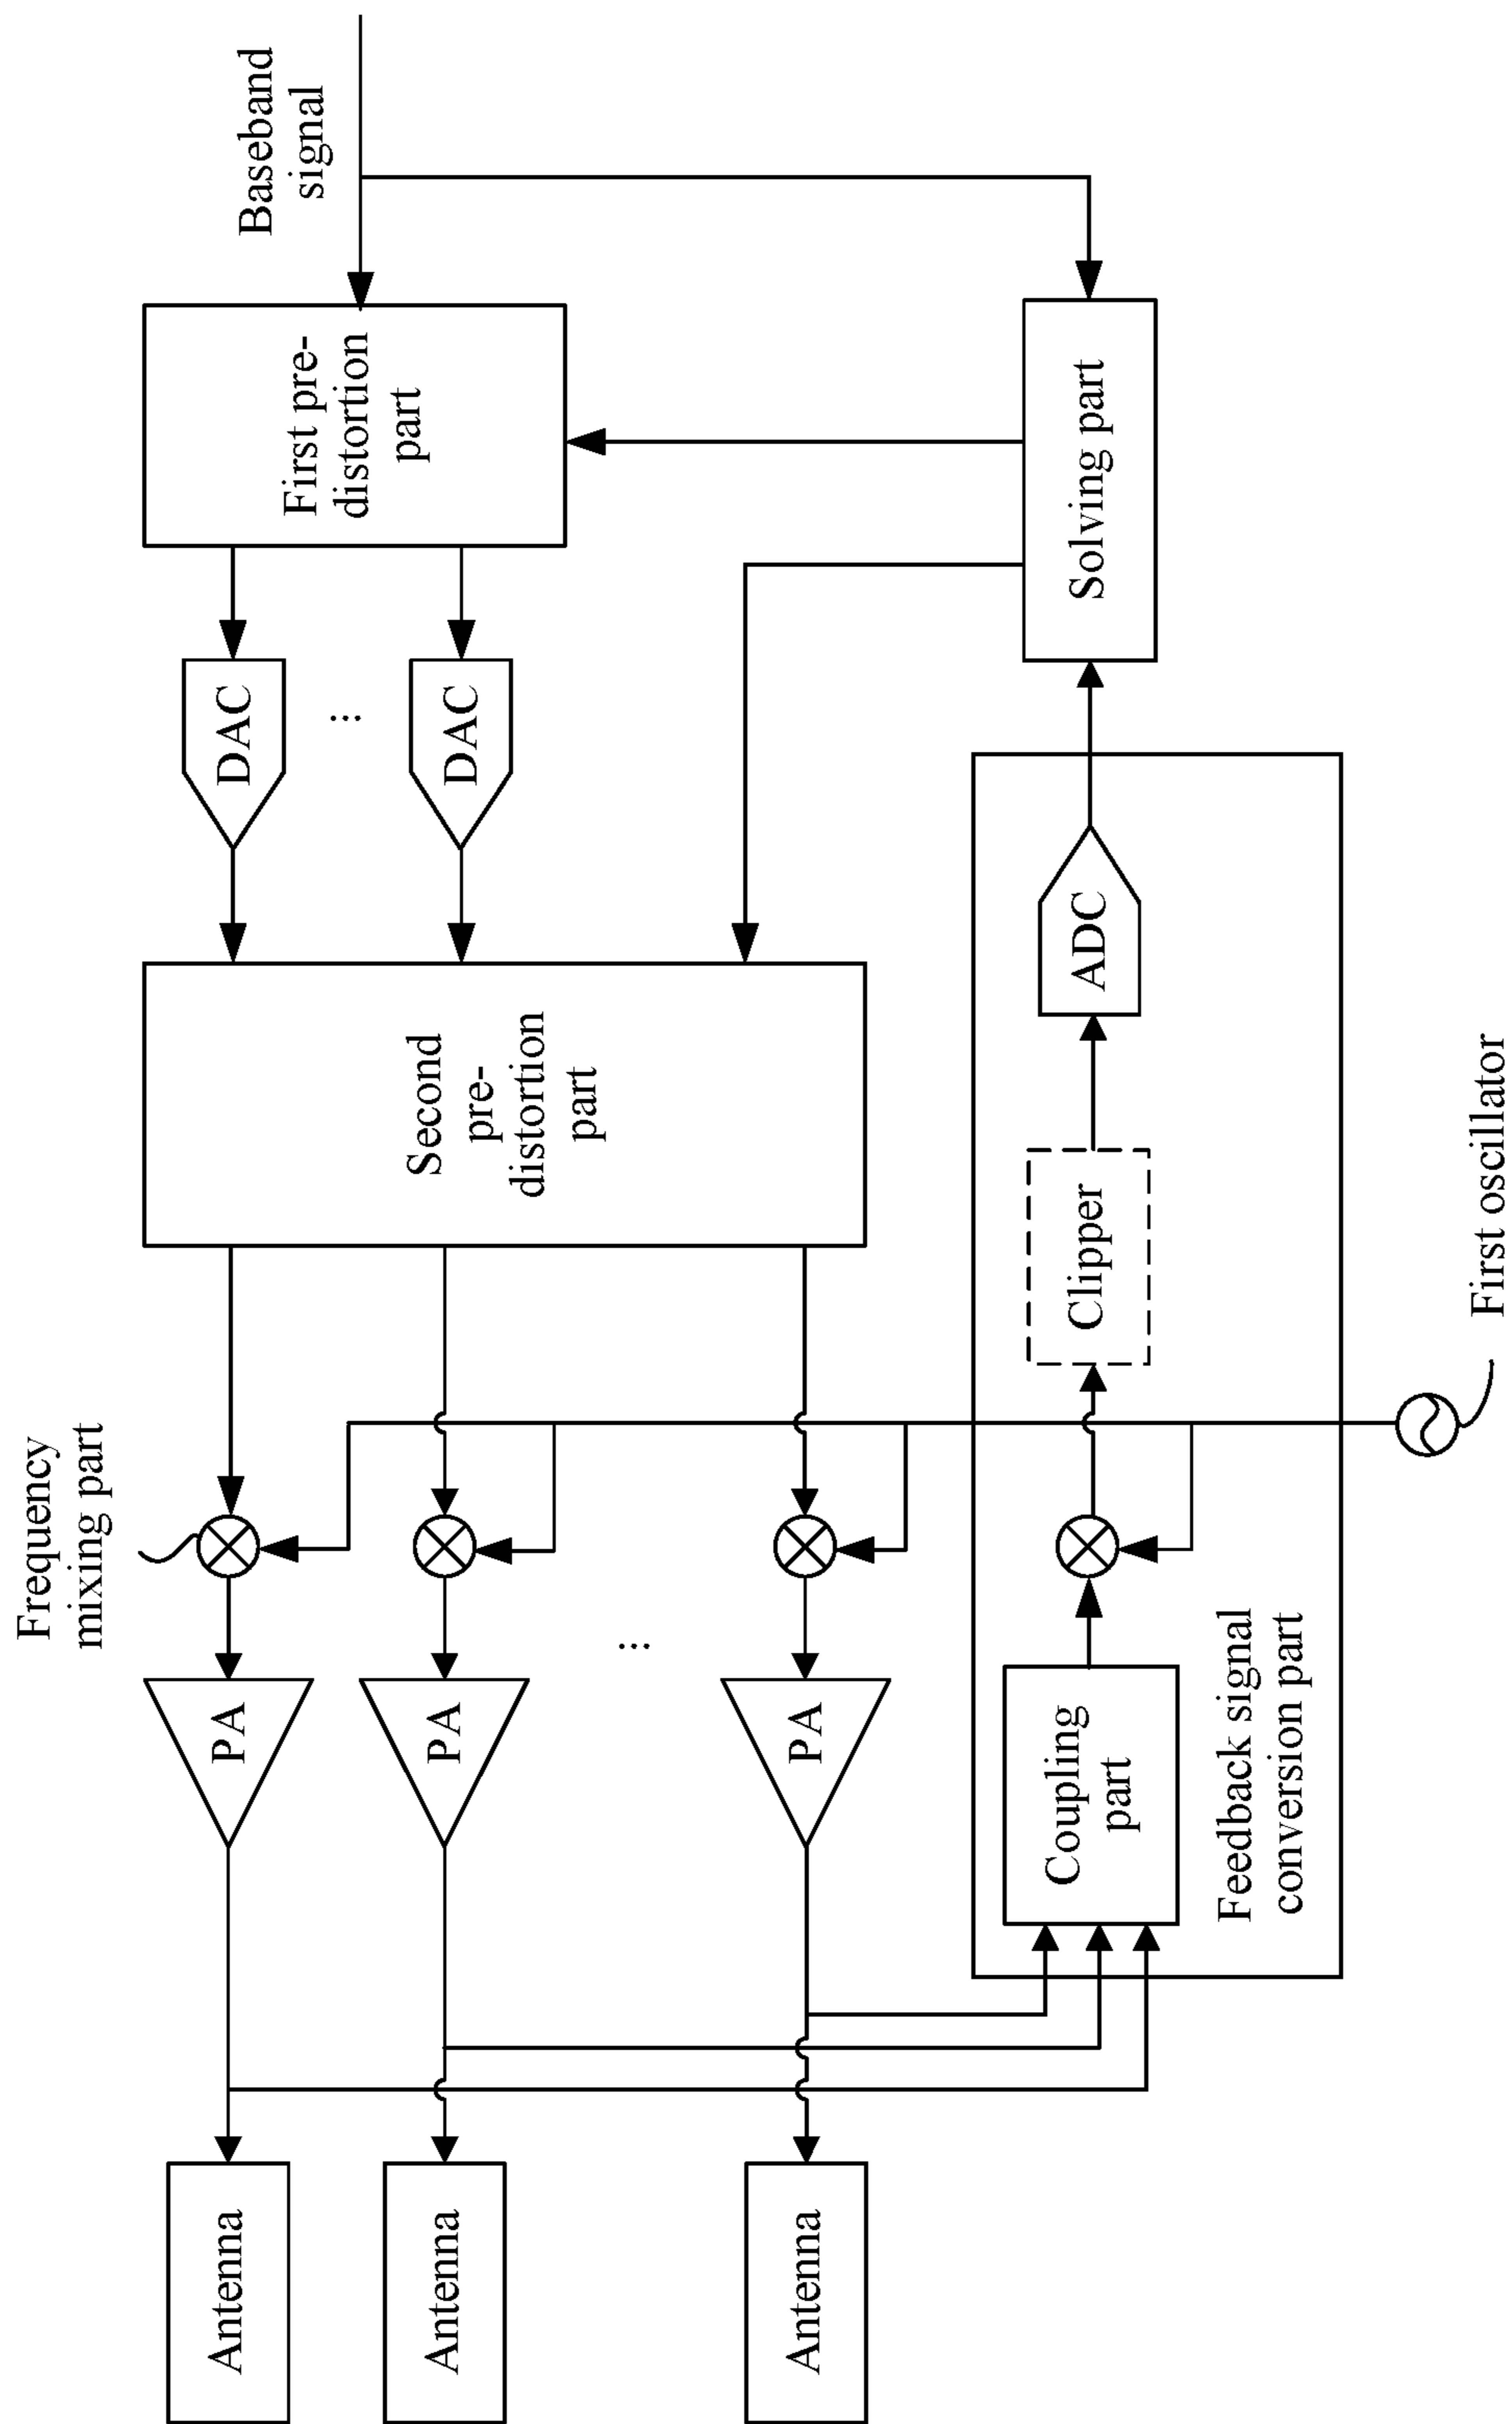 Baseband
signal
First pre-
distortion
part
Solving part
DAC
...
DAC
Second
pre-
distortion
part
ADC
Clipper
First oscillator
Frequency
mixing part
PA
PA
...
PA
Coupling
part
Feedback signal
conversion part
Antenna
Antenna
Antenna